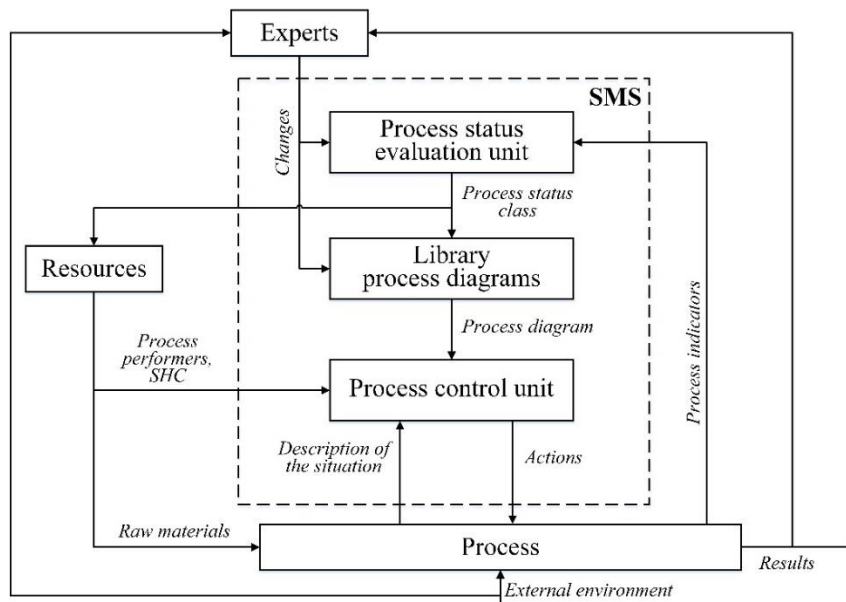 Experts
SMS
Changes
Process status
evaluation unit
Process status
class
Resources
Library
process diagrams
Process indicators
Process diagram
Process
performers,
SHC
Process control unit
Description of
the situation
Actions
Raw materials
Process
Results
External environment